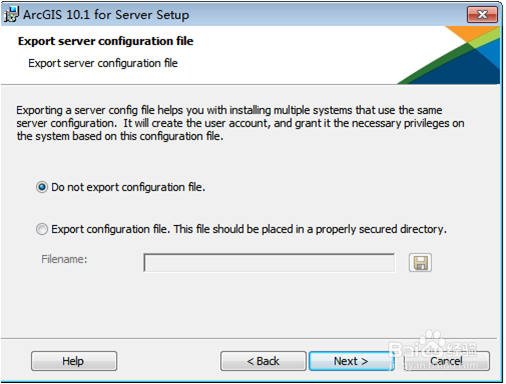 ArcGIS 10.1 for Server Setup
Export server configuration file
Export server configuration file
Exporting a server config file helps you with installing multiple systems that use the same
server configuration. It will create the user account, and grant it the necessary privileges on
the system based on this configuration file.
Do not export configuration file.
Export configuration file. This file should be placed in a properly secured directory.
Filename:
Help
< Back
Next >
Cancel
Baidu 经验